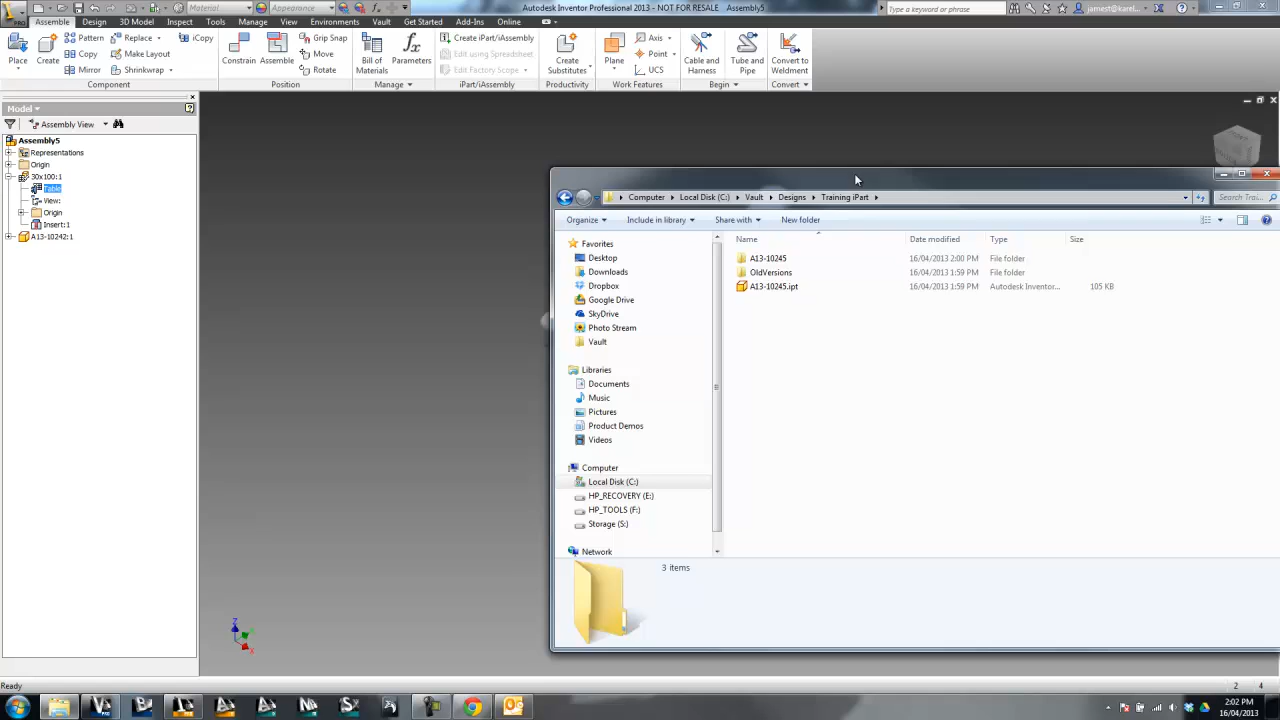 Material
Appearance
Autodesk Inventor Professional 2013 - NOT FOR RESALE Assembly5
Type a keyword or phrase
jamest@karel...
Assemble Design 3D Model Inspect Tools Manage View Environments Vault Get Started Add-Ins Online
Place
Create
Pattern
Copy
Mirror
Replace
Make Layout
Shrinkwrap
iCopy
Component
Constrain
Assemble
Grip Snap
Move
Rotate
Position
Bill of Materials
Parameters
Manage
Create iPart/iAssembly
Edit using Spreadsheet
Edit Factory Scope
iPart/iAssembly
Create Substitutes
Productivity
Plane
Axis
Point
UCS
Work Features
Cable and Harness
Tube and Pipe
Begin
Convert to Weldment
Convert
Model
Assembly View
Assembly5
Representations
Origin
30x100:1
Table
View:
Origin
Insert:1
A13-10242:1
Computer Local Disk (C:) Vault Designs Training iPart
Search Trai...
Organize Include in library Share with New folder
Name Date modified Type Size
A13-10245 16/04/2013 2:00 PM File folder
OldVersions 16/04/2013 1:59 PM File folder
A13-10245.ipt 16/04/2013 1:59 PM Autodesk Inventor... 105 KB
Favorites
Desktop
Downloads
Dropbox
Google Drive
SkyDrive
Photo Stream
Vault
Libraries
Documents
Music
Pictures
Product Demos
Videos
Computer
Local Disk (C:)
HP_RECOVERY (E:)
HP_TOOLS (F:)
Storage (S:)
Network
3 items
Ready
2 4
2:02 PM
16/04/2013